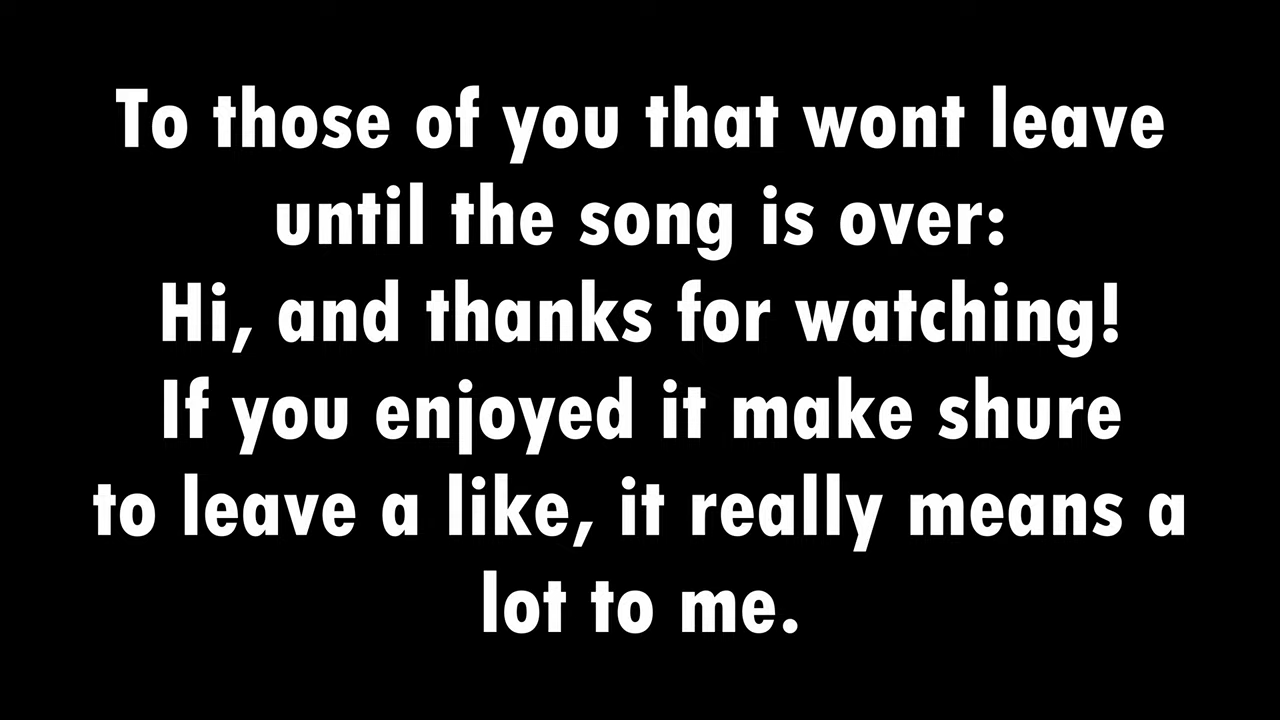 To those of you that wont leave
until the song is over:
Hi, and thanks for watching!
If you enjoyed it make shure
to leave a like, it really means a
lot to me.